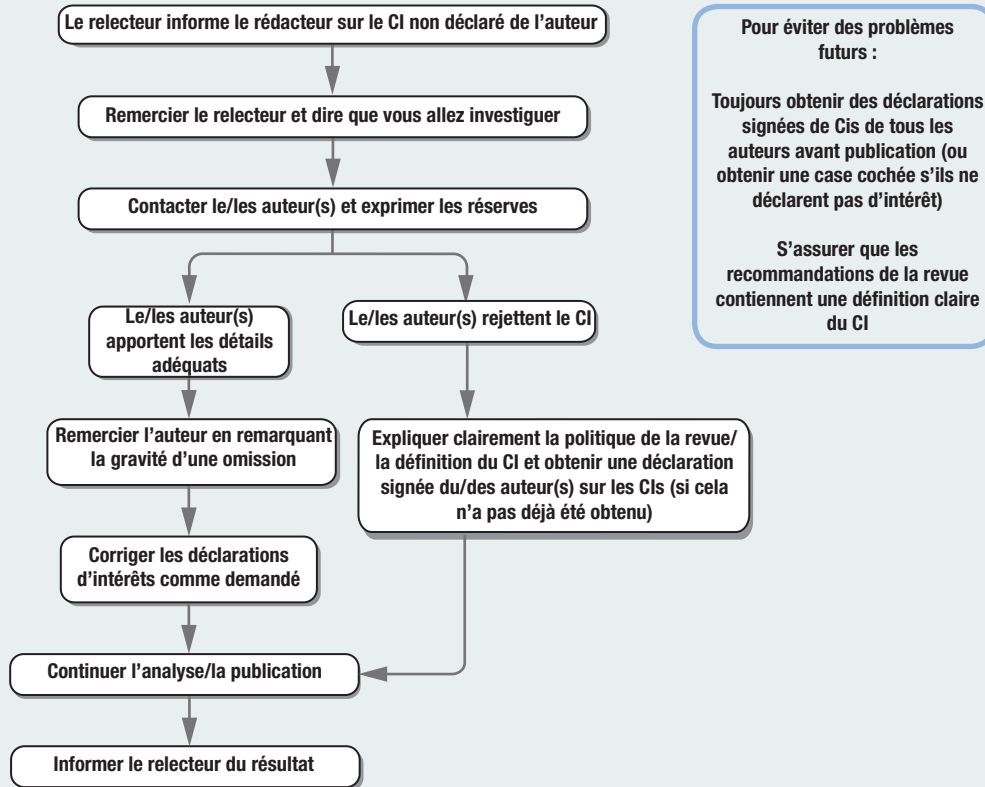 Le relecteur informe le rédacteur sur le CI non déclaré de l'auteur
Remercier le relecteur et dire que vous allez investiguer
Contacter le/les auteur(s) et exprimer les réserves
Le/les auteur(s)
apportent les détails
adéquats
Le/les auteur(s) rejettent le CI
Remercier l'auteur en remarquant
la gravité d'une omission
Expliquer clairement la politique de la revue/
la définition du CI et obtenir une déclaration
signée du/des auteur(s) sur les CIs (si cela
n'a pas déjà été obtenu)
Corriger les déclarations
d'intérêts comme demandé
Continuer l'analyse/la publication
Informer le relecteur du résultat
Pour éviter des problèmes
futurs :
Toujours obtenir des déclarations
signées de Cis de tous les
auteurs avant publication (ou
obtenir une case cochée s'ils ne
déclarent pas d'intérêt)
S'assurer que les
recommandations de la revue
contiennent une définition claire
du CI